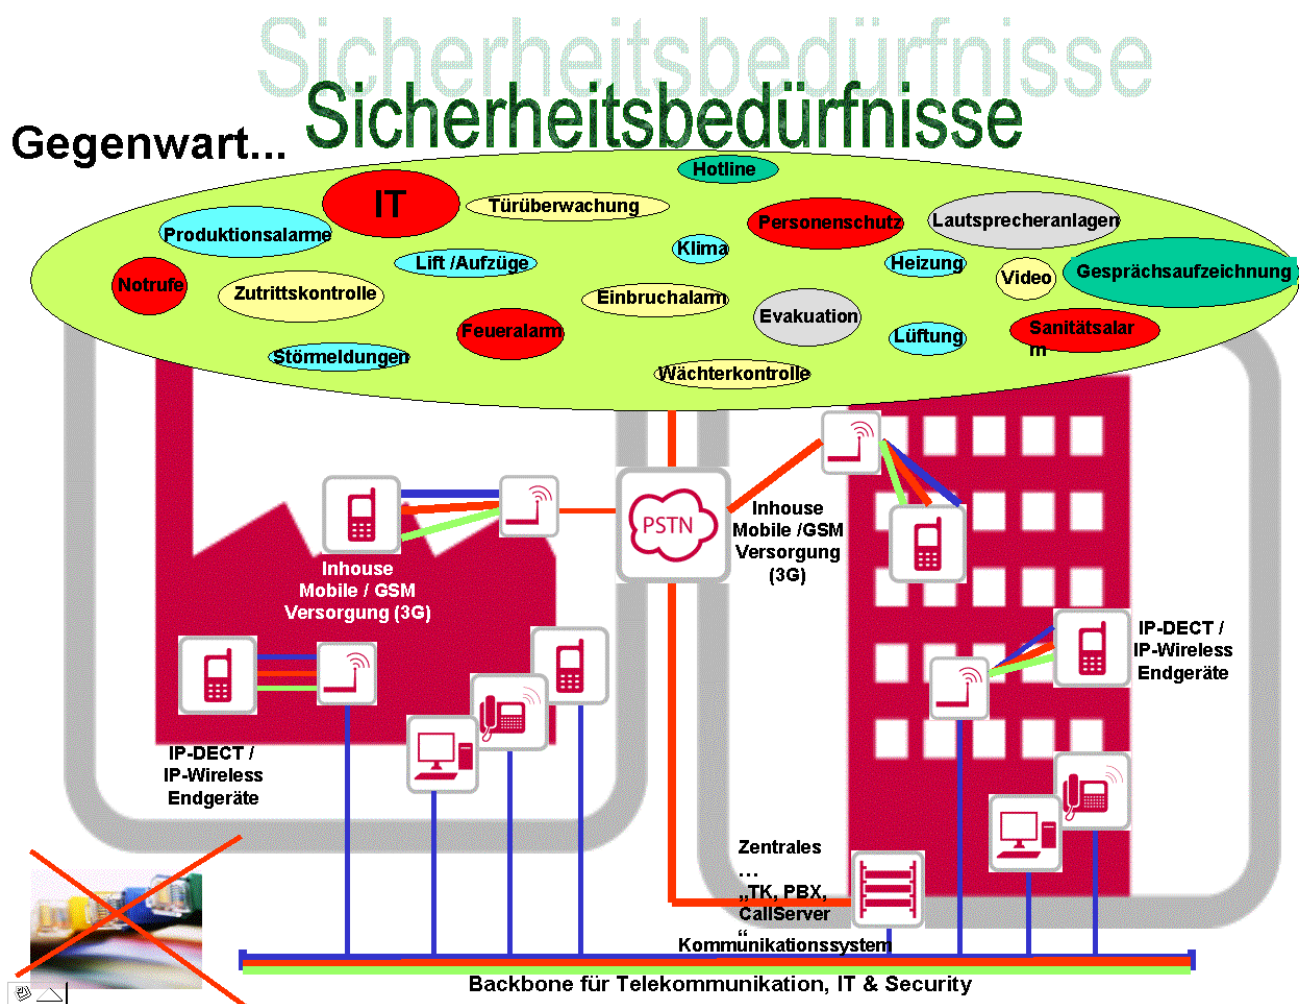 Sicherheitsbedürfnisse
Sicherheitsbedürfnisse
Gegenwart...
Hotline
IT
Türüberwachung
Personenschutz
Lautsprecheranlagen
Produktionsalarme
Klima
Lift /Aufzüge
Heizung
Video
Gesprächsaufzeichnung
Notrufe
Zutrittskontrolle
Einbruchalarm
Evakuation
Feueralarm
Lüftung
Sanitätsalar
m
Störmeldungen
Wächterkontrolle
PSTN
Inhouse
Mobile /GSM
Versorgung
(3G)
Inhouse
Mobile / GSM
Versorgung (3G)
IP-DECT /
IP-Wireless
Endgeräte
IP-DECT /
IP-Wireless
Endgeräte
Zentrales
...
„TK, PBX,
CallServer
“
Kommunikationssystem
Backbone für Telekommunikation, IT & Security